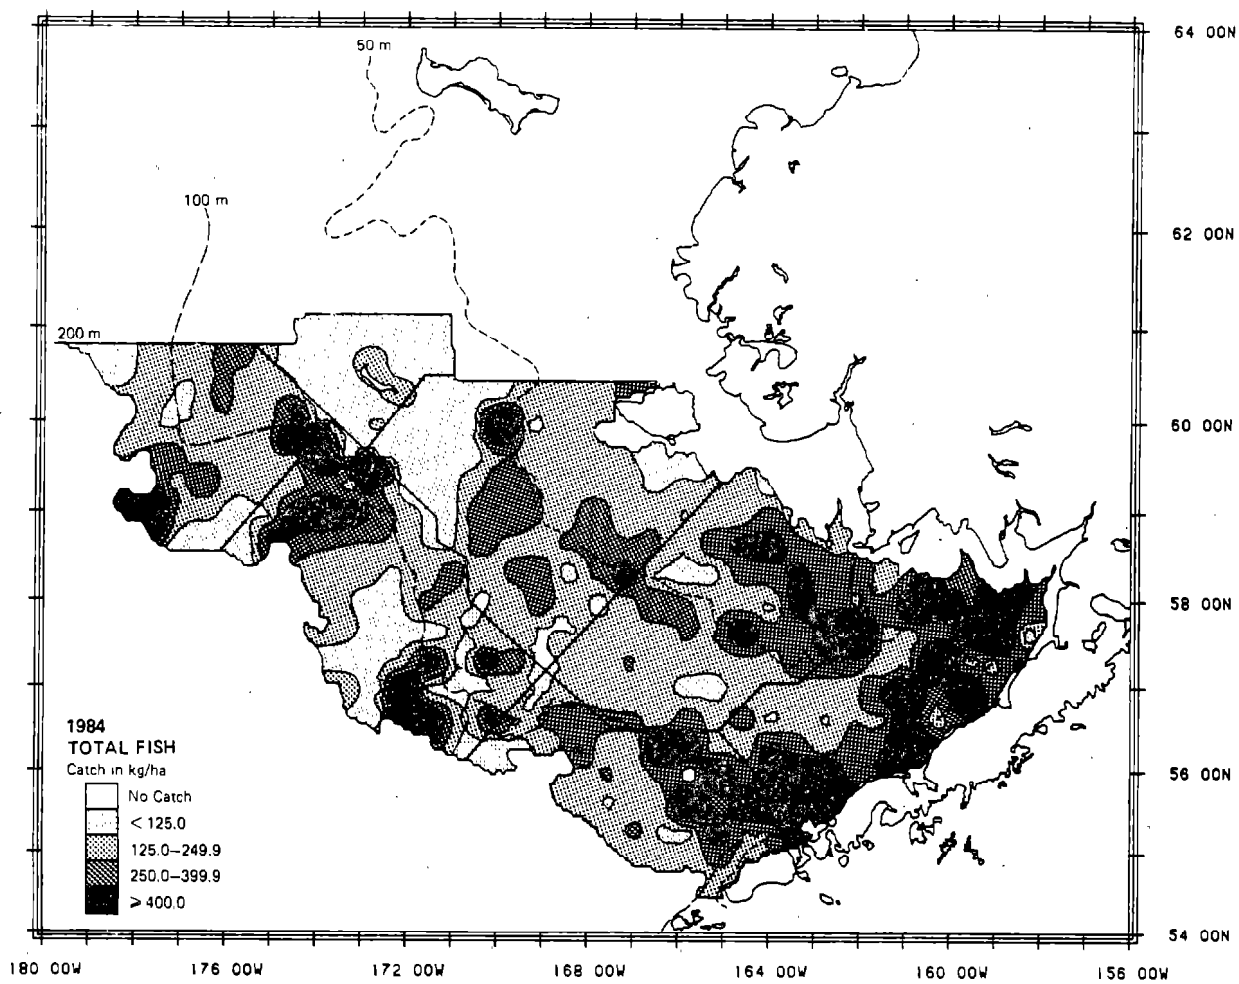 50 m
64 00N
100 m
62 00N
200 m
60 00N
58 00N
1984
TOTAL FISH
Catch in kg/ha
No Catch
< 125.0
125.0–249.9
250.0–399.9
≥ 400.0
56 00N
54 00N
180 00W 176 00W 172 00W 168 00W 164 00W 160 00W 156 00W